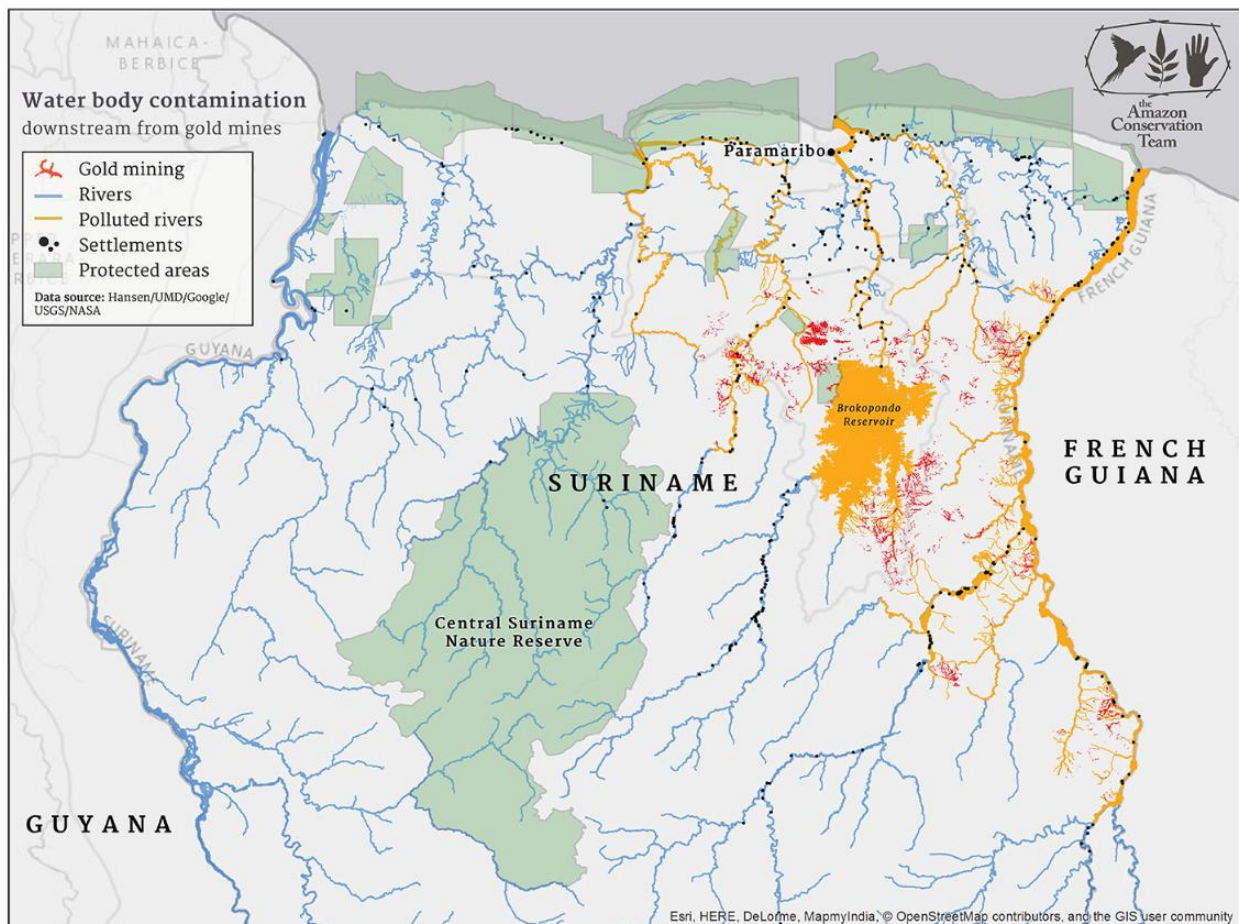 MAHAICA-
BERBICE
Water body contamination
downstream from gold mines
Gold mining
Rivers
Polluted rivers
Settlements
Protected areas
Data source: Hansen/UMD/Google/
USGS/NASA
the
Amazon
Conservation
Team
Paramaribo
GUYANA
FRENCH GUIANA
Brokopondo
Reservoir
SURINAME
SURINAME
FRENCH
GUIANA
Central Suriname
Nature Reserve
SURINAME
GUYANA
Esri, HERE, DeLorme, MapmyIndia, © OpenStreetMap contributors, and the GIS user community